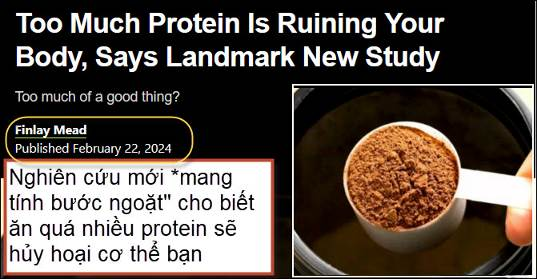 Too Much Protein Is Ruining Your
Body, Says Landmark New Study
Too much of a good thing?
Finlay Mead
Published February 22, 2024
Nghiên cứu mới *mang
tính bước ngoặt" cho biết
ăn quá nhiều protein sẽ
hủy hoại cơ thể bạn